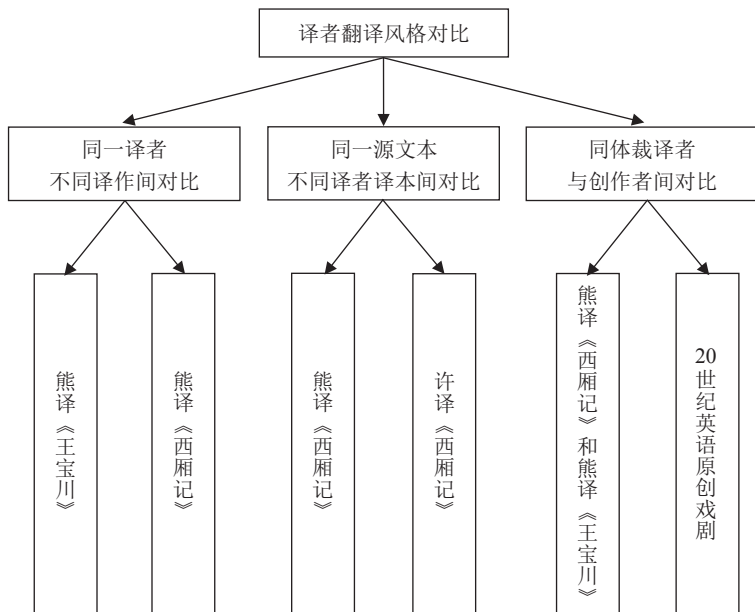 译者翻译风格对比
同一译者
不同译作间对比
同一源文本
不同译者译本间对比
同体裁译者
与创作者间对比
熊译《王宝川》
熊译《西厢记》
熊译《西厢记》
许译《西厢记》
熊译《西厢记》和熊译《王宝川》
20世纪英语原创戏剧